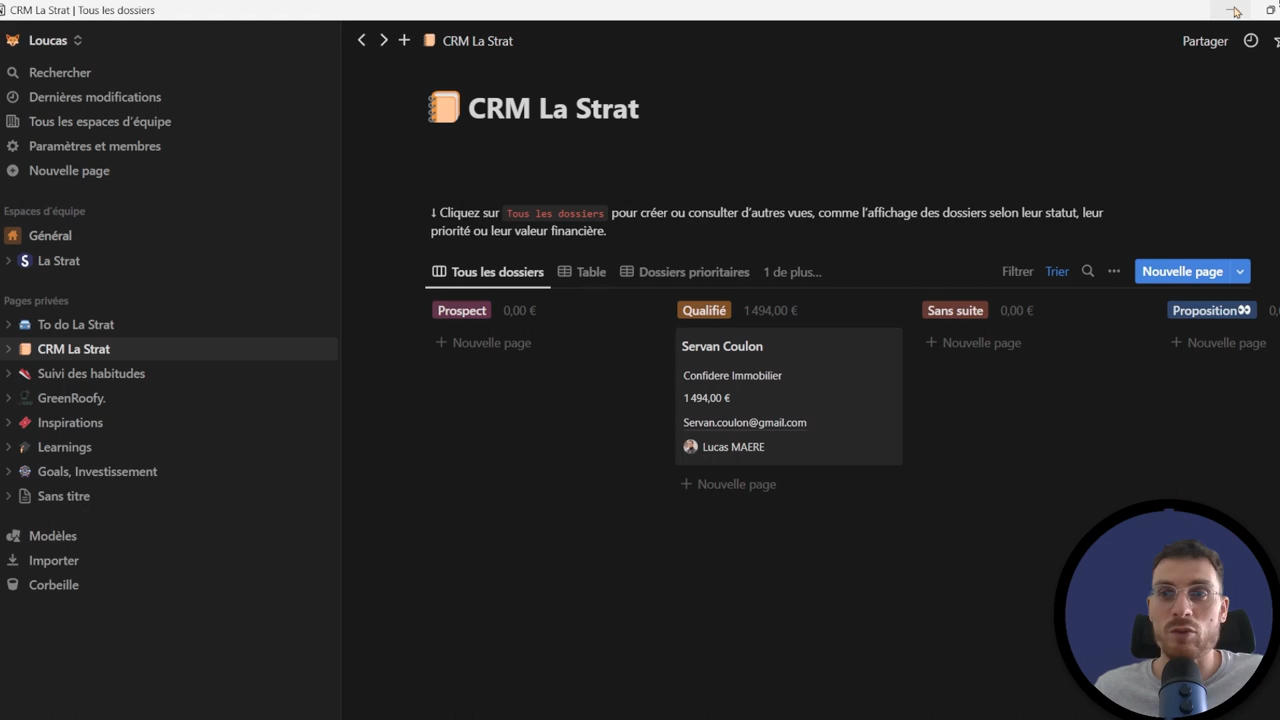 CRM La Strat | Tous les dossiers
Loucas
Rechercher
Dernières modifications
Tous les espaces d'équipe
Paramètres et membres
Nouvelle page
Espaces d'équipe
Général
La Strat
Pages privées
To do La Strat
CRM La Strat
Suivi des habitudes
GreenRoofy.
Inspirations
Learnings
Goals, Investissement
Sans titre
Modèles
Importer
Corbeille
CRM La Strat
Partager
CRM La Strat
↓ Cliquez sur Tous les dossiers pour créer ou consulter d'autres vues, comme l'affichage des dossiers selon leur statut, leur
priorité ou leur valeur financière.
Tous les dossiers Table Dossiers prioritaires 1 de plus...
Filtrer Trier Nouvelle page
Prospect 0,00 €
Nouvelle page
Qualifié 1 494,00 €
Servan Coulon
Confidere Immobilier
1 494,00 €
Servan.coulon@gmail.com
Lucas MAERE
Nouvelle page
Sans suite 0,00 €
Nouvelle page
Proposition👀
Nouvelle page